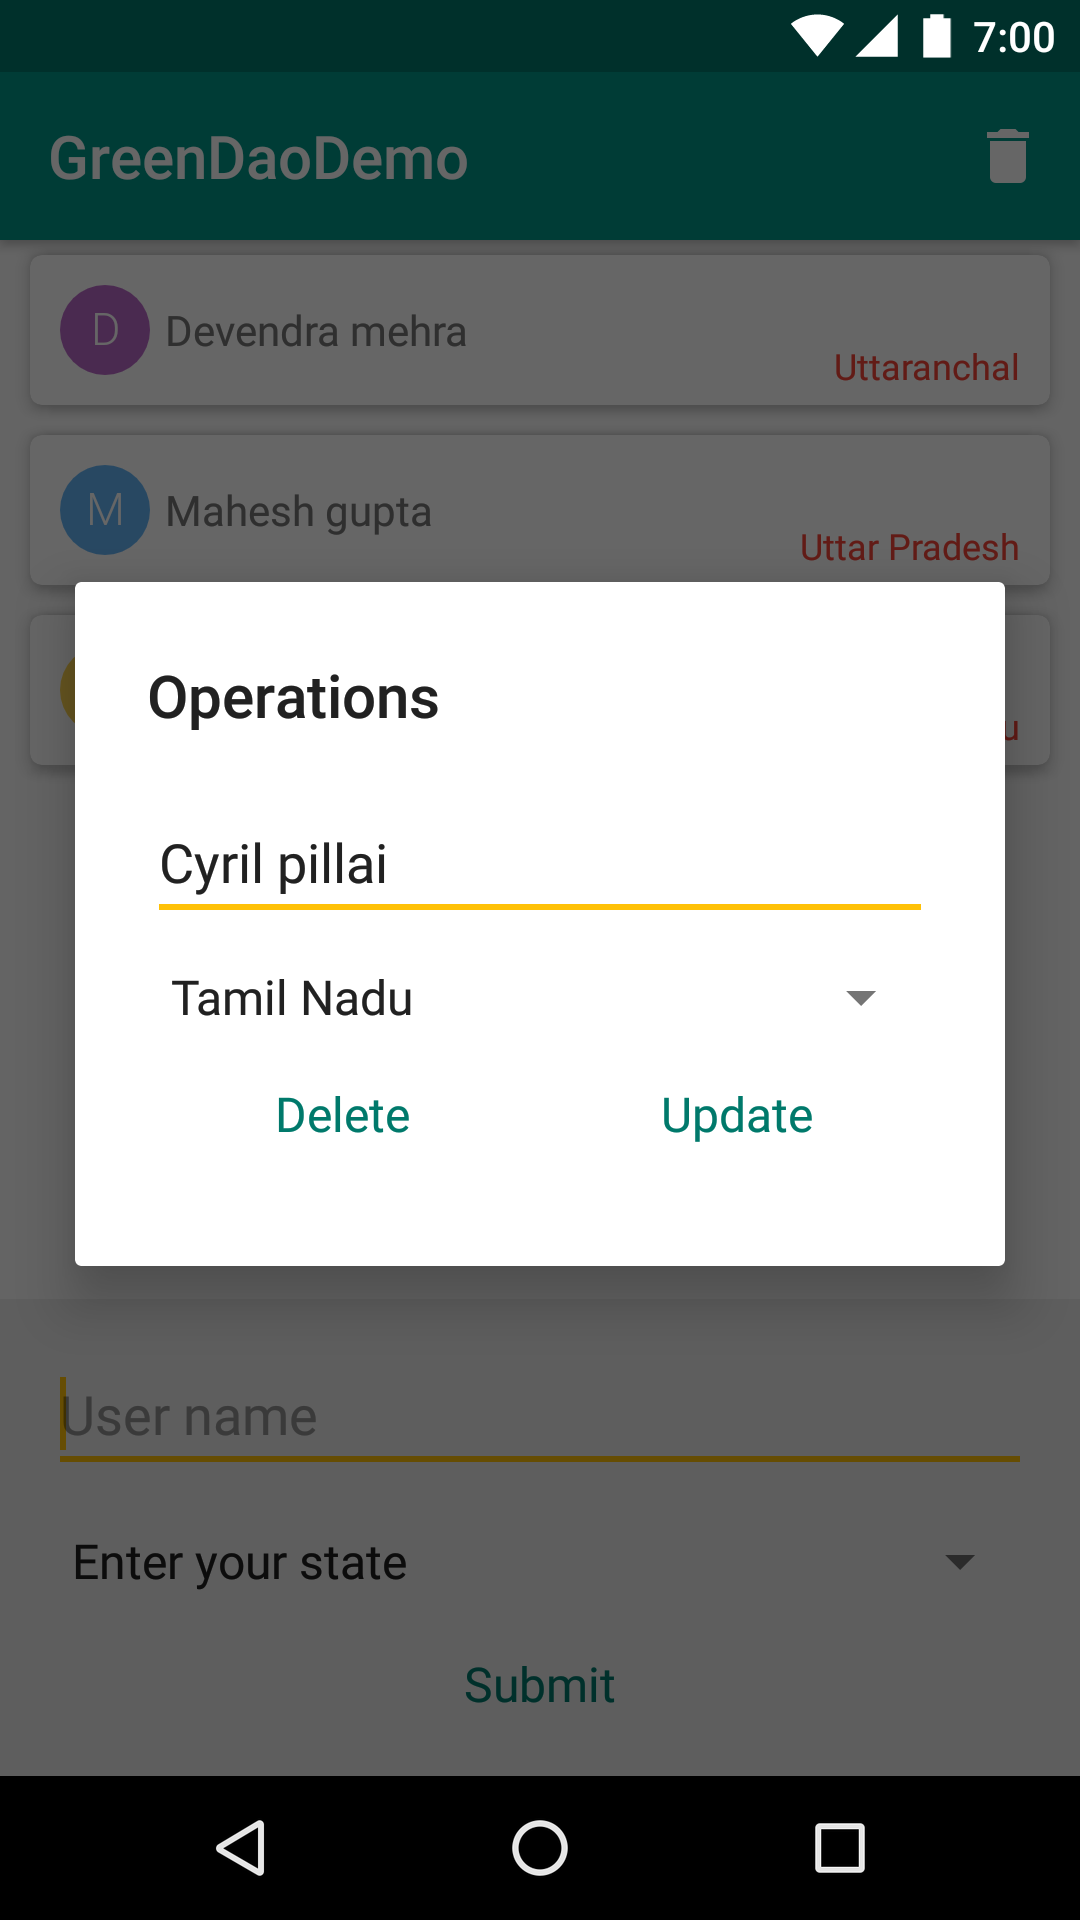 7:00
GreenDaoDemo
D
Devendra mehra
Uttaranchal
M
Mahesh gupta
Uttar Pradesh
Operations
Cyril pillai
Tamil Nadu
Delete
Update
User name
Enter your state
Submit